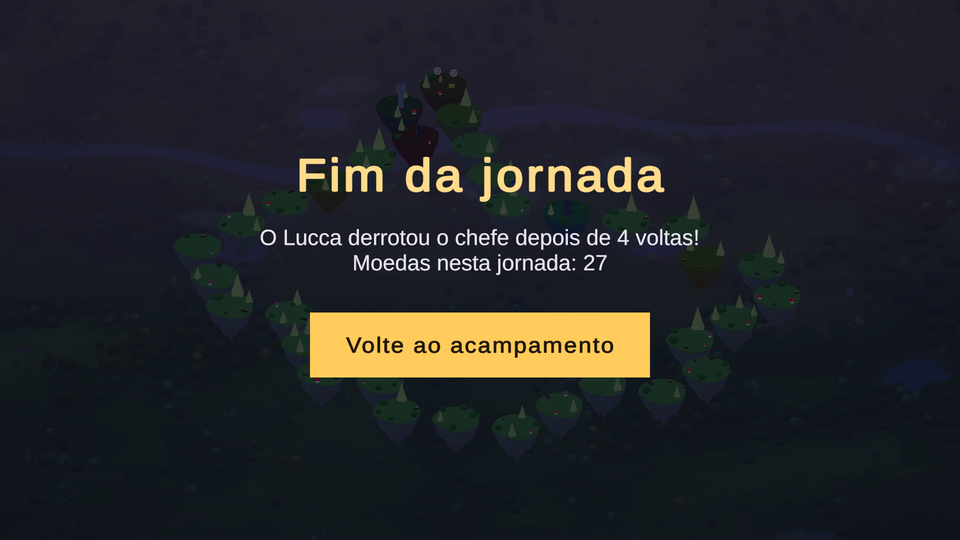 Fim da jornada
O Lucca derrotou o chefe depois de 4 voltas!
Moedas nesta jornada: 27
Volte ao acampamento